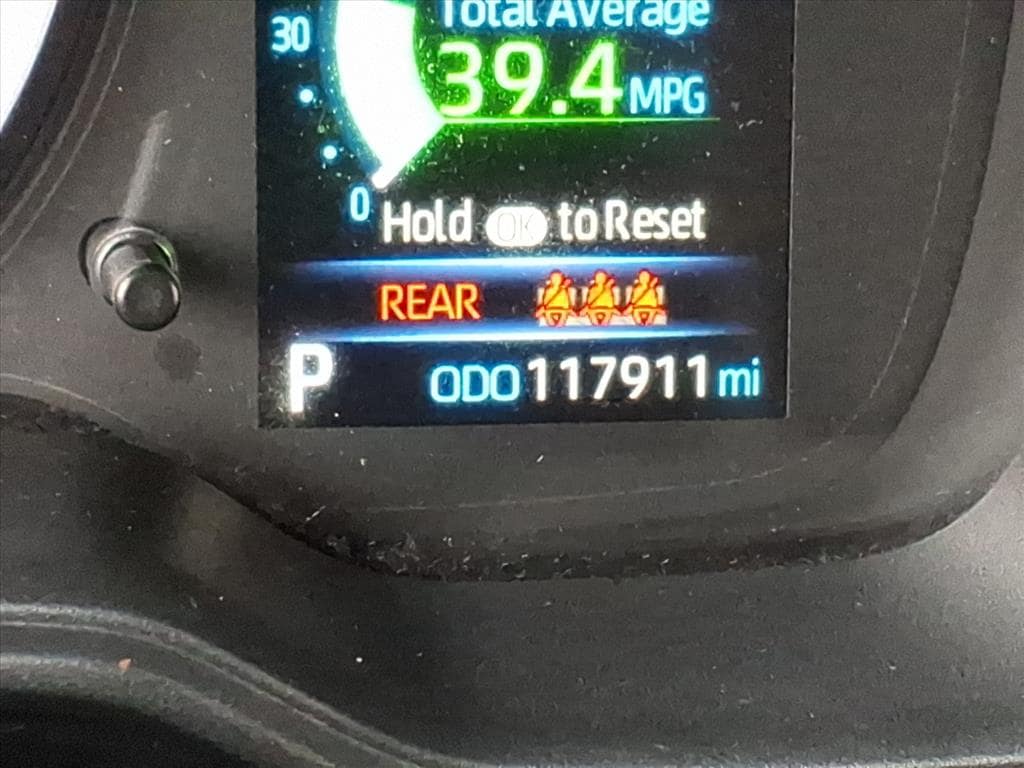 Total Average
30
39.4 MPG
0
Hold OK to Reset
REAR
P ODO 117911 mi